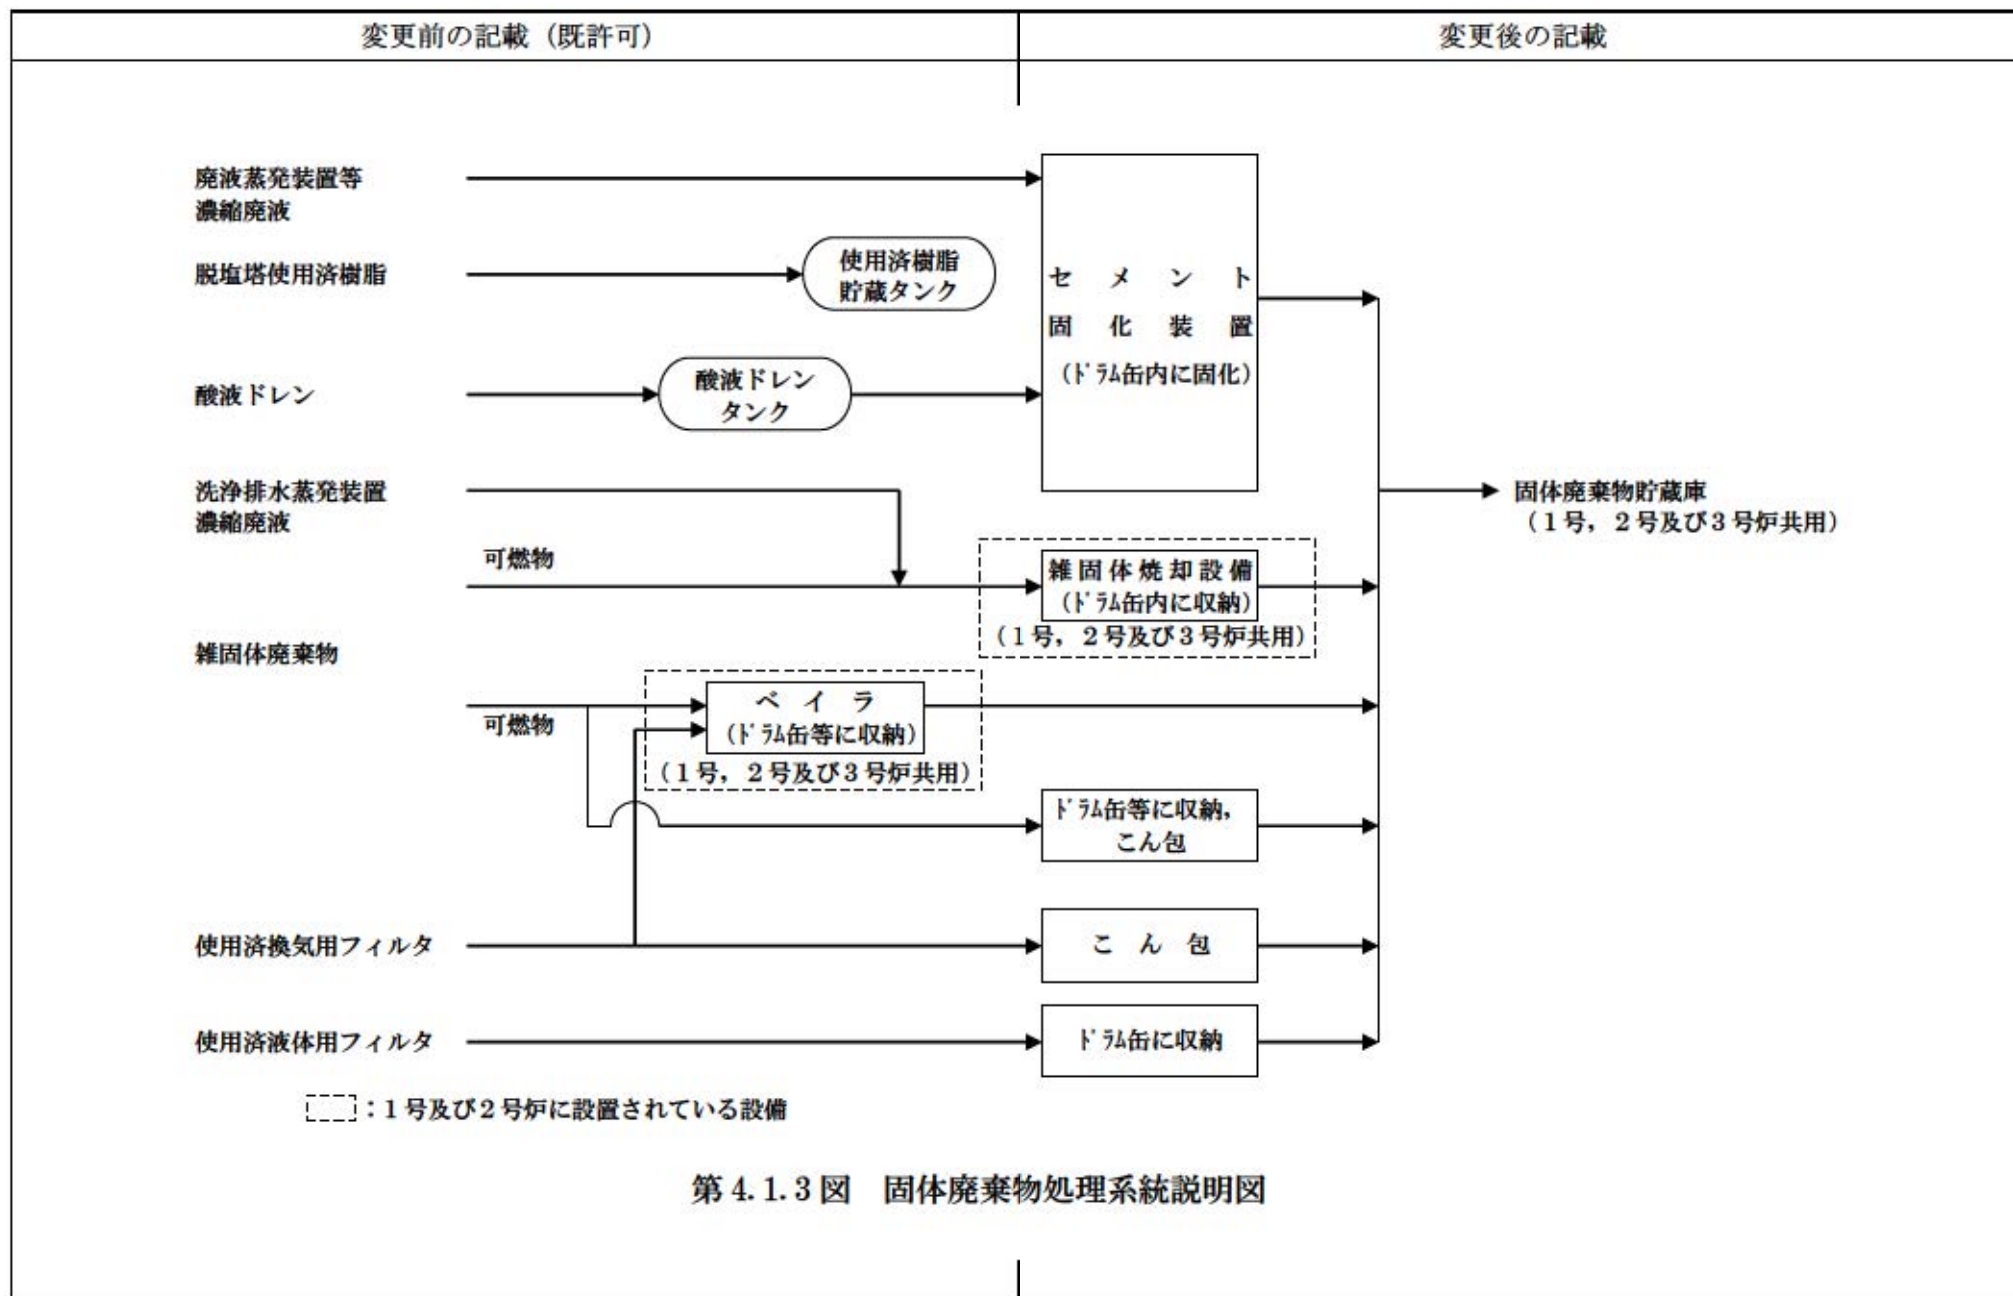 変更前の記載（既許可）
変更後の記載
廃液蒸発装置等
濃縮廃液
脱塩塔使用済樹脂
使用済樹脂
貯蔵タンク
セメント
固化装置
（ﾄﾞﾗﾑ缶内に固化）
酸液ドレン
酸液ドレン
タンク
洗浄排水蒸発装置
濃縮廃液
固体廃棄物貯蔵庫
（１号，２号及び３号炉共用）
可燃物
雑固体焼却設備
（ﾄﾞﾗﾑ缶内に収納）
（１号，２号及び３号炉共用）
雑固体廃棄物
可燃物
ベイラ
（ﾄﾞﾗﾑ缶等に収納）
（１号，２号及び３号炉共用）
ﾄﾞﾗﾑ缶等に収納，
こん包
使用済換気用フィルタ
こん包
使用済液体用フィルタ
ﾄﾞﾗﾑ缶に収納
：１号及び２号炉に設置されている設備
第 4.1.3 図　固体廃棄物処理系統説明図